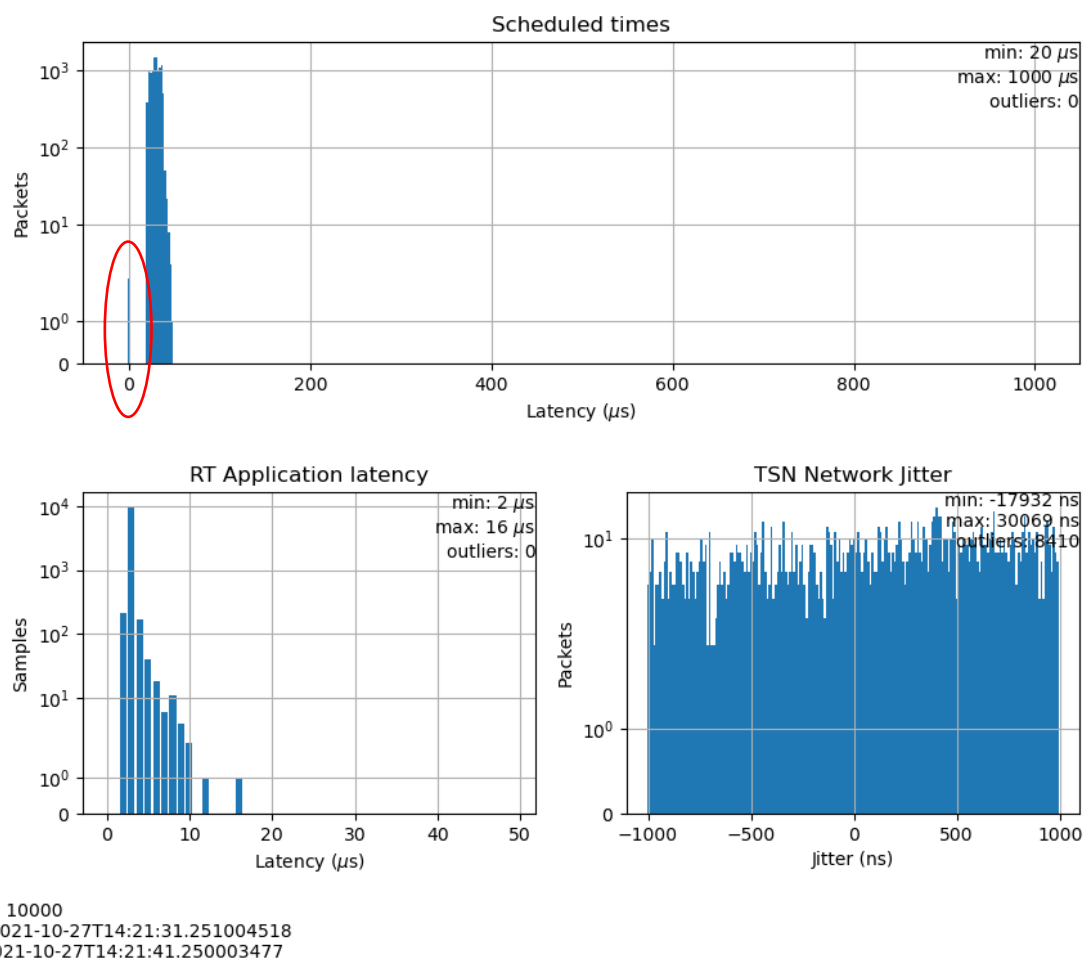 Scheduled times
min: 20 μs
max: 1000 μs
outliers: 0
Packets
10³
10²
10¹
10⁰
0
0 200 400 600 800 1000
Latency (μs)
RT Application latency
min: 2 μs
max: 16 μs
outliers: 0
Samples
10⁴
10³
10²
10¹
10⁰
0
0 10 20 30 40 50
Latency (μs)
TSN Network Jitter
min: -17932 ns
max: 30069 ns
outliers: 8410
Packets
10¹
10⁰
0
−1000 −500 0 500 1000
Jitter (ns)
10000
021-10-27T14:21:31.251004518
021-10-27T14:21:41.250003477